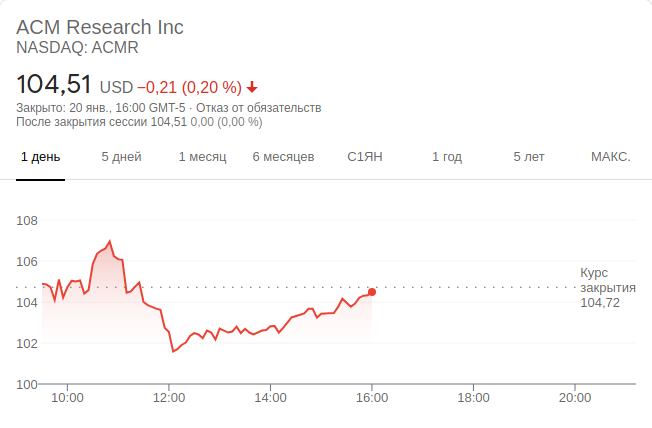 ACM Research Inc
NASDAQ: ACMR
104,51 USD −0,21 (0,20 %)
Закрыто: 20 янв., 16:00 GMT-5 · Отказ от обязательств
После закрытия сессии 104,51 0,00 (0,00 %)
1 день 5 дней 1 месяц 6 месяцев С1ЯН 1 год 5 лет МАКС.
108
106
Курс
закрытия
104,72
104
102
100
10:00 12:00 14:00 16:00 18:00 20:00